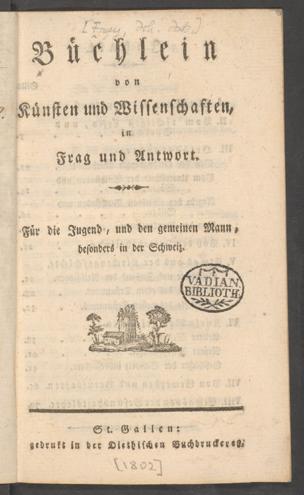 Büchlein
von
Künsten und Wissenschaften,
in
Frag und Antwort.
Für die Jugend, und den gemeinen Mann,
besonders in der Schweiz.
VADIAN.
BIBLIOTH.
St. Gallen:
gedrukt in der Diethischen Buchdruckerey.
[1802]